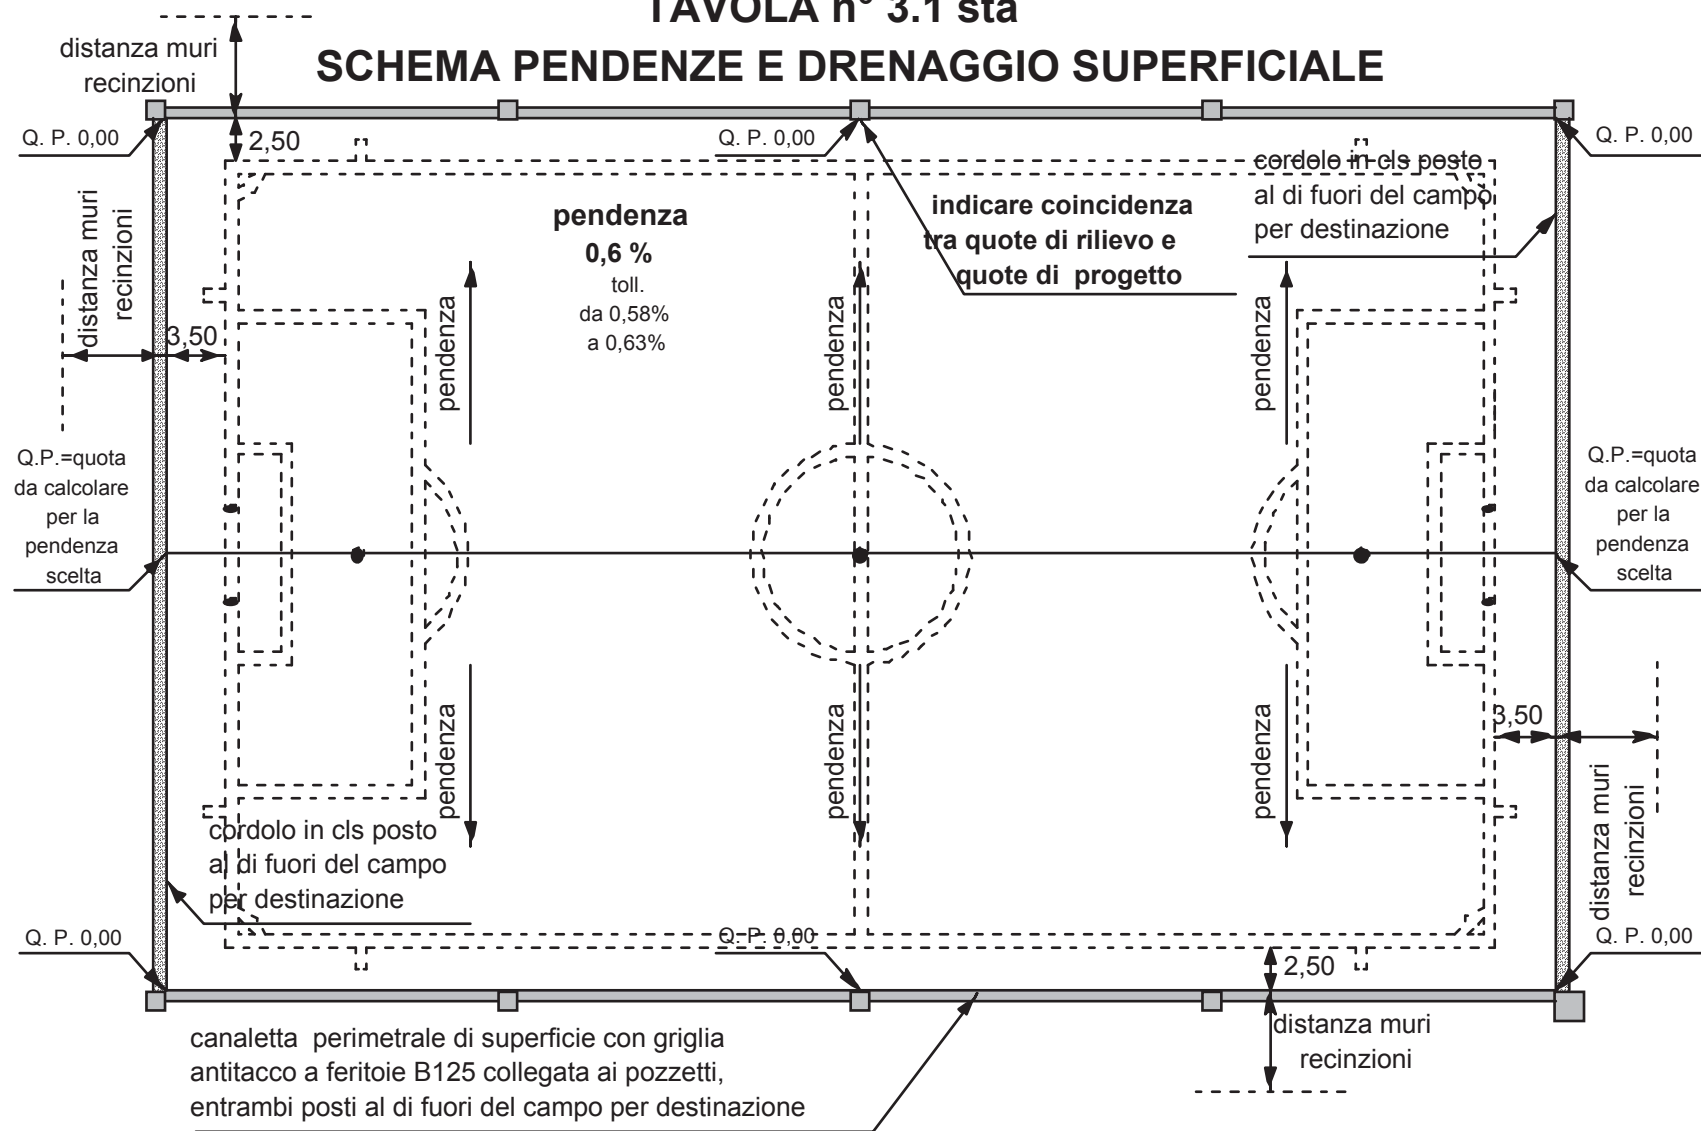 TAVOLA n° 3.1 sta
SCHEMA PENDENZE E DRENAGGIO SUPERFICIALE
distanza muri
recinzioni
Q. P. 0,00
2,50
Q. P. 0,00
Q. P. 0,00
cordolo in cls posto
al di fuori del campo
per destinazione
indicare coincidenza
tra quote di rilievo e
quote di progetto
pendenza
0,6 %
toll.
da 0,58%
a 0,63%
distanza muri
recinzioni
3,50
pendenza
pendenza
pendenza
Q.P.=quota
da calcolare
per la
pendenza
scelta
Q.P.=quota
da calcolare
per la
pendenza
scelta
pendenza
pendenza
pendenza
3,50
distanza muri
recinzioni
cordolo in cls posto
al di fuori del campo
per destinazione
Q. P. 0,00
Q. P. 0,00
Q. P. 0,00
2,50
distanza muri
recinzioni
canaletta perimetrale di superficie con griglia
antitacco a feritoie B125 collegata ai pozzetti,
entrambi posti al di fuori del campo per destinazione